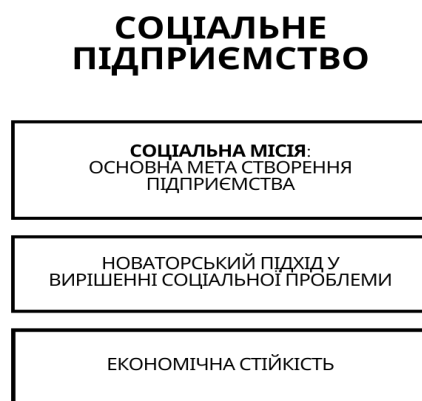 СОЦІАЛЬНЕ
ПІДПРИЄМСТВО
СОЦІАЛЬНА МІСІЯ:
ОСНОВНА МЕТА СТВОРЕННЯ
ПІДПРИЄМСТВА
НОВАТОРСЬКИЙ ПІДХІД У
ВИРІШЕННІ СОЦІАЛЬНОЇ ПРОБЛЕМИ
ЕКОНОМІЧНА СТІЙКІСТЬ